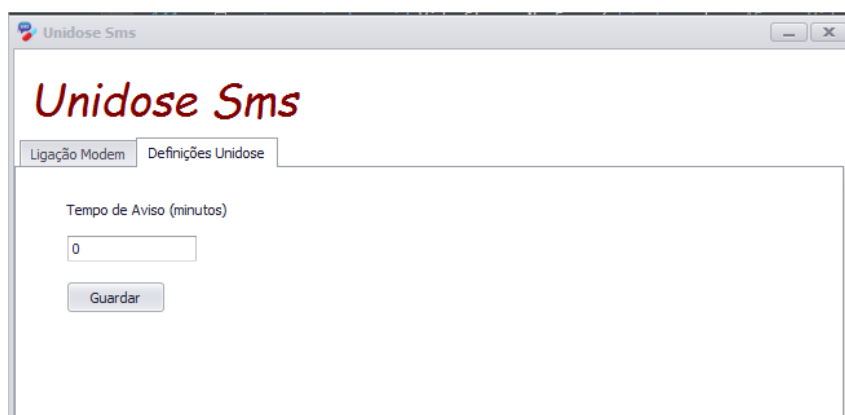 Unidose Sms
Unidose Sms
Ligação Modem Definições Unidose
Tempo de Aviso (minutos)
0
Guardar